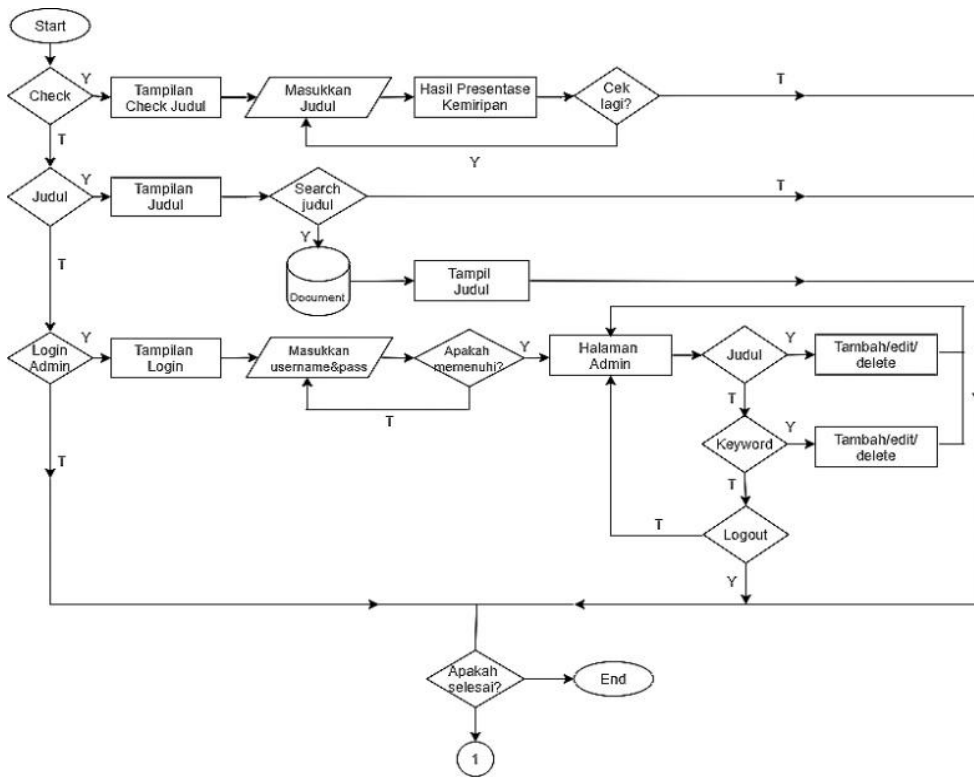 Start
Check
Y
Tampilan
Check Judul
Masukkan
Judul
Hasil Presentase
Kemiripan
Cek
lagi?
T
Y
T
Judul
Y
Tampilan
Judul
Search
judul
T
Y
Document
Tampil
Judul
T
Login
Admin
Y
Tampilan
Login
Masukkan
username&pass
Apakah
memenuhi?
Y
T
Halaman
Admin
Judul
Y
Tambah/edit/
delete
T
Y
Keyword
Y
Tambah/edit/
delete
T
T
Logout
T
Y
Apakah
selesai?
End
1